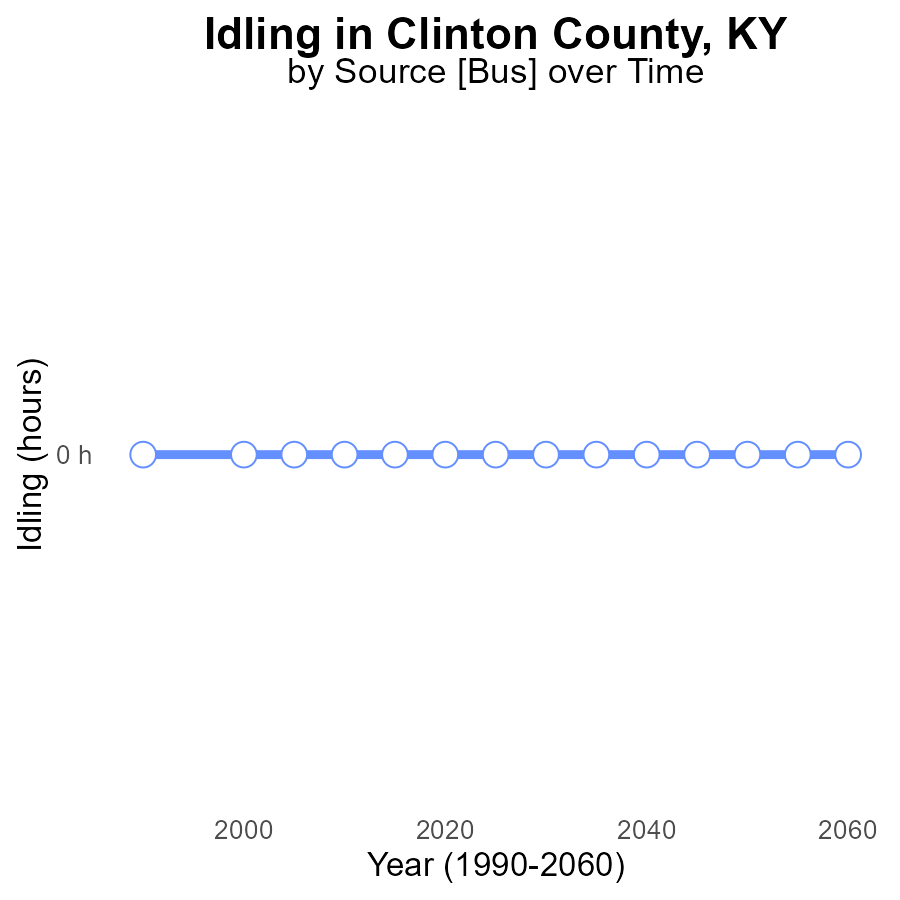 Idling in Clinton County, KY
by Source [Bus] over Time
Idling (hours)
0 h
2000
2020
2040
2060
Year (1990-2060)